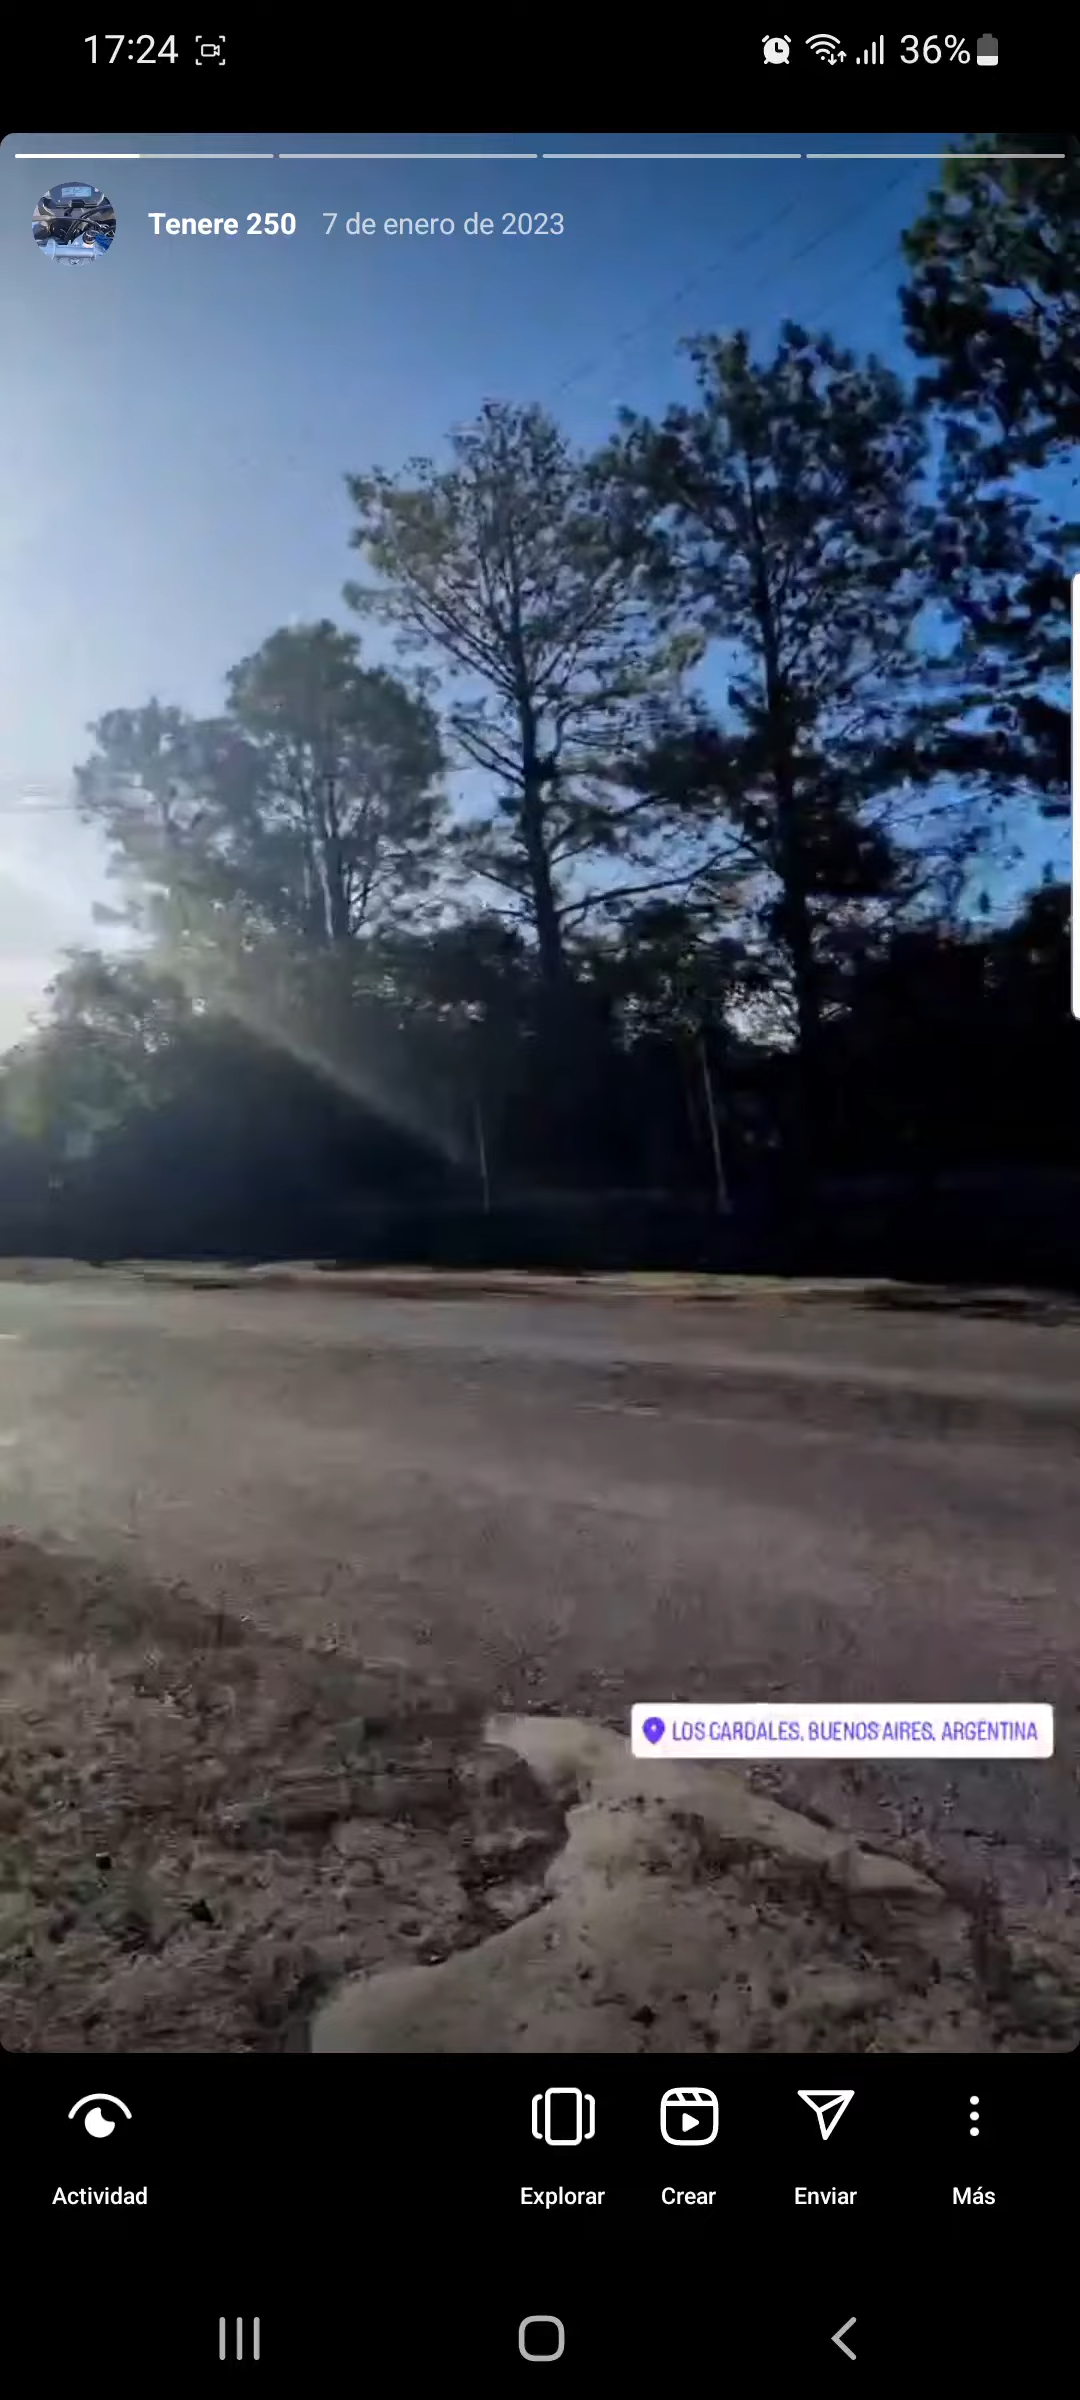 17:24
36%
Tenere 250 7 de enero de 2023
LOS CARDALES, BUENOS AIRES, ARGENTINA
Actividad
Explorar
Crear
Enviar
Más